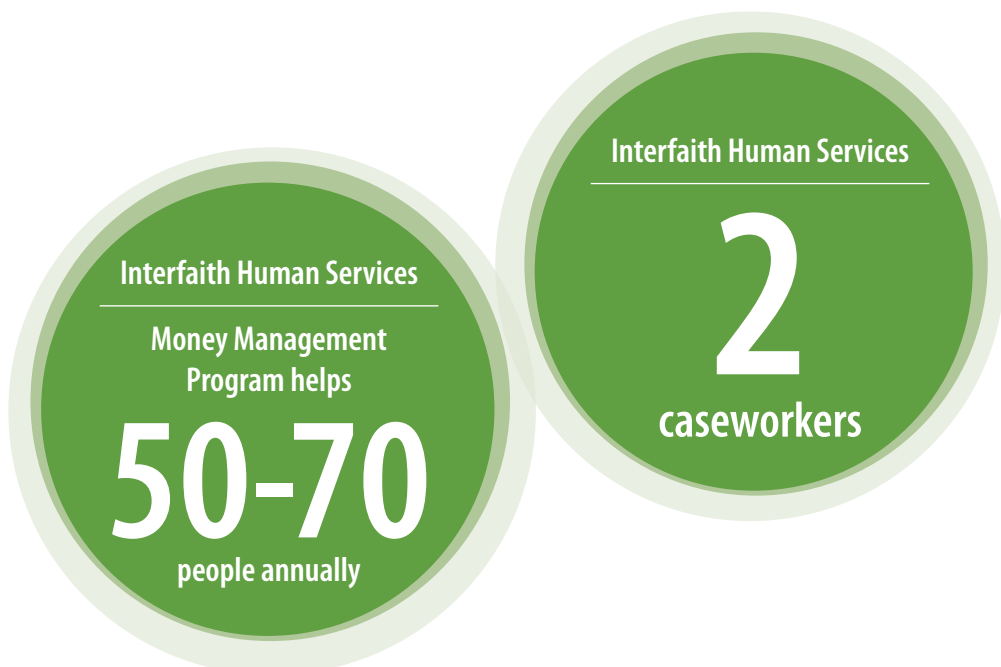 Interfaith Human Services
Money Management
Program helps
50-70
people annually
Interfaith Human Services
2
caseworkers